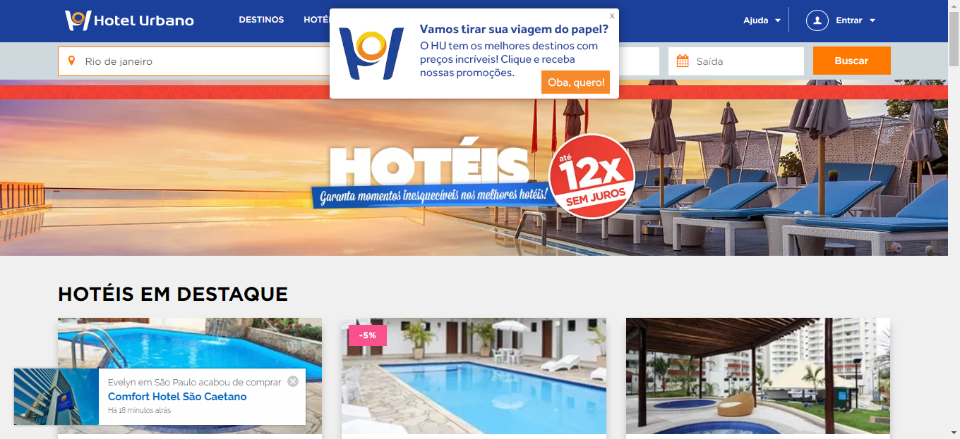 Hotel Urbano
DESTINOS
Ajuda
Entrar
x
Vamos tirar sua viagem do papel?
O HU tem os melhores destinos com
preços incríveis! Clique e receba
nossas promoções.
Oba, quero!
Rio de janeiro
Saída
Buscar
HOTÉIS
Garanta momentos inesquecíveis nos melhores hotéis!
até
12x
SEM JUROS
HOTÉIS EM DESTAQUE
-5%
Evelyn em São Paulo acabou de comprar
Comfort Hotel São Caetano
Há 18 minutos atrás